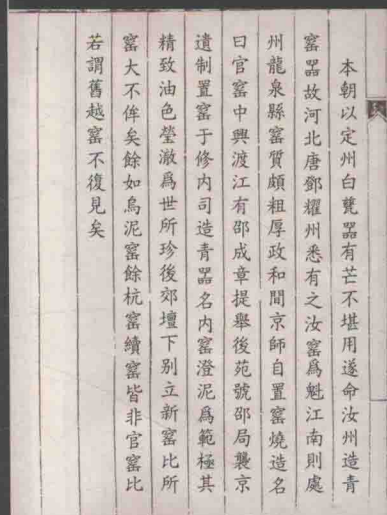 本朝以定州白甆器有芒不堪用遂命汝州造青
窰器故河北唐鄧耀州悉有之汝窰爲魁江南則處
州龍泉縣窰質頗粗厚政和間京師自置窰燒造名
曰官窰中興渡江有邵成章提舉後苑號邵局襲京
遺制置窰于修内司造青器名内窰澄泥爲範極其
精致油色瑩澈爲世所珍後郊壇下别立新窰比所
窰大不侔矣餘如烏泥窰餘杭窰續窰皆非官窰比
若謂舊越窰不復見矣